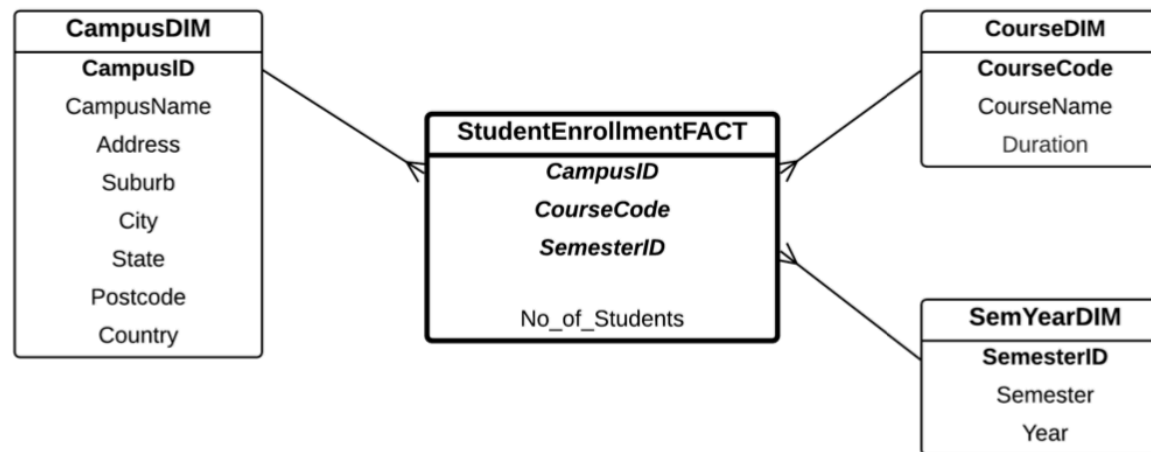 CampusDIM
CampusID
CampusName
Address
Suburb
City
State
Postcode
Country
StudentEnrollmentFACT
CampusID
CourseCode
SemesterID
No_of_Students
CourseDIM
CourseCode
CourseName
Duration
SemYearDIM
SemesterID
Semester
Year